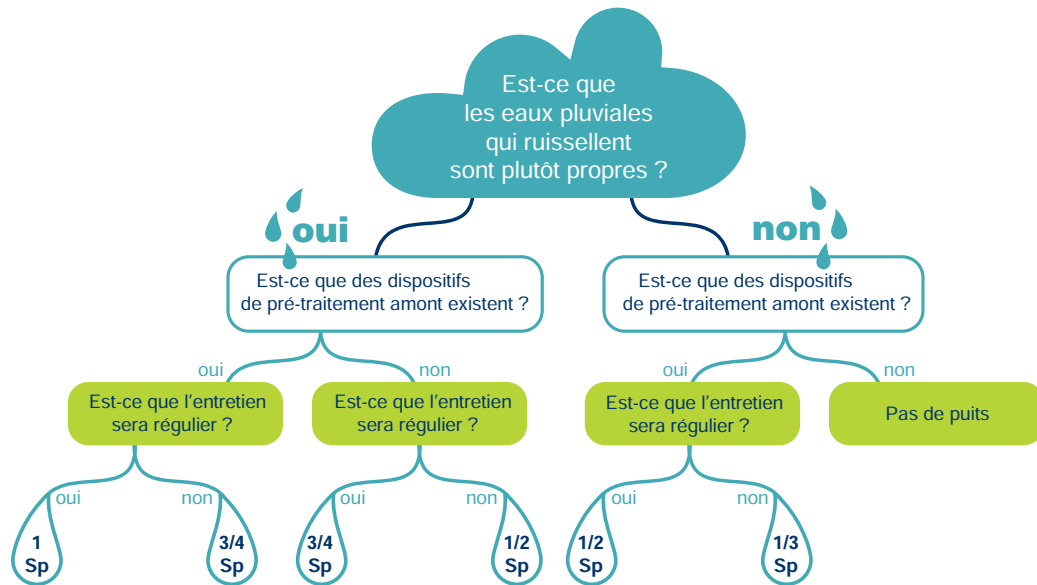 Est-ce que
les eaux pluviales
qui ruissellent
sont plutôt propres ?
oui
non
Est-ce que des dispositifs
de pré-traitement amont existent ?
Est-ce que des dispositifs
de pré-traitement amont existent ?
oui
non
oui
non
Est-ce que l'entretien
sera régulier ?
Est-ce que l'entretien
sera régulier ?
Est-ce que l'entretien
sera régulier ?
Pas de puits
oui
non
oui
non
oui
non
1
Sp
3/4
Sp
3/4
Sp
1/2
Sp
1/2
Sp
1/3
Sp